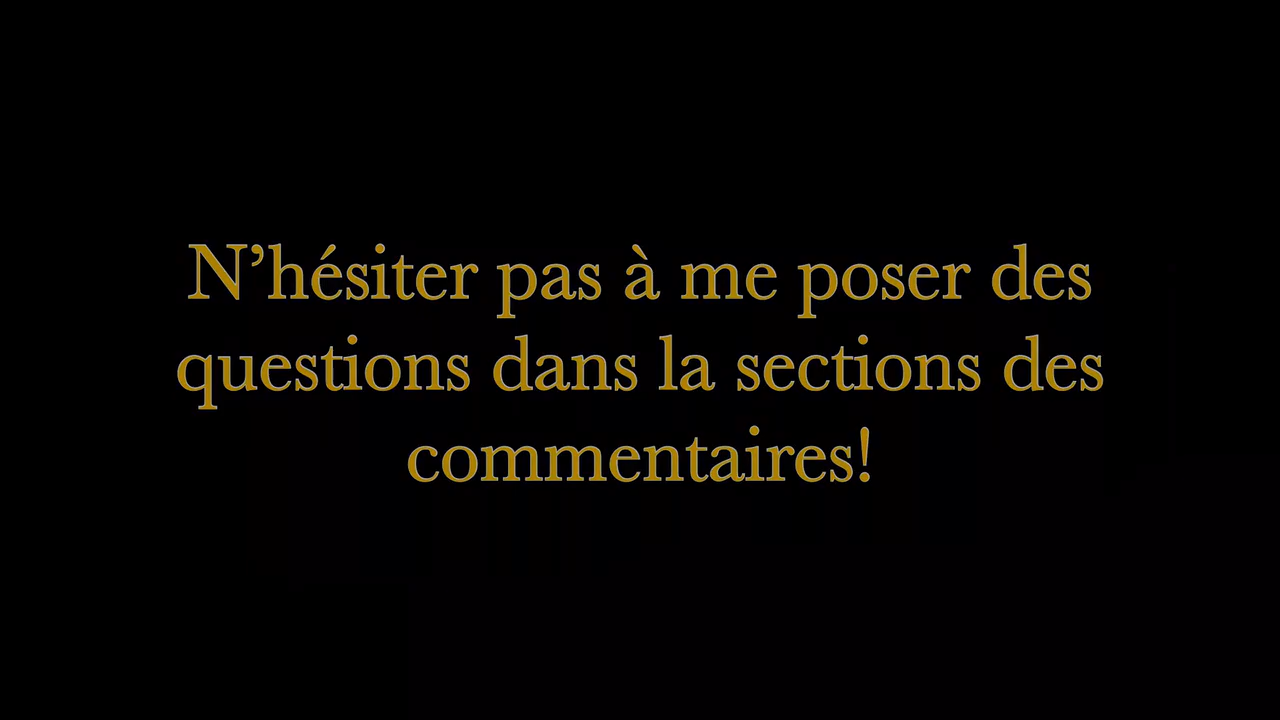 N’hésiter pas à me poser des
questions dans la sections des
commentaires!